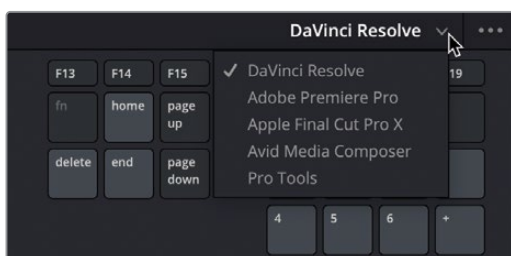 DaVinci Resolve
F13 F14 F15 19
✓ DaVinci Resolve
Adobe Premiere Pro
Apple Final Cut Pro X
Avid Media Composer
Pro Tools
fn home page up
delete end page down
4 5 6 +